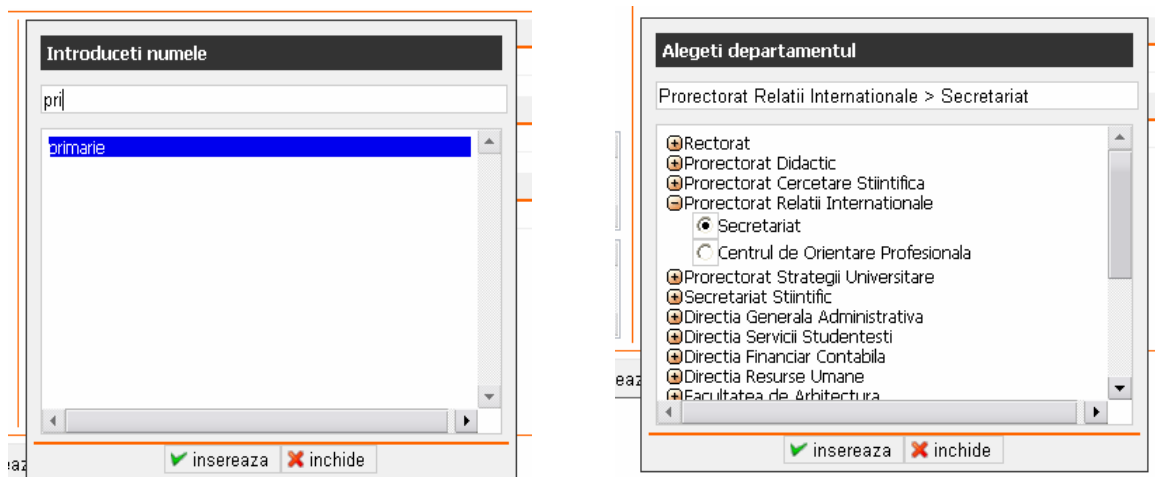 Introduceti numele
pri
primarie
insereaza
inchide
Alegeti departamentul
Prorectorat Relatii Internationale > Secretariat
Rectorat
Prorectorat Didactic
Prorectorat Cercetare Stiintifica
Prorectorat Relatii Internationale
Secretariat
Centrul de Orientare Profesionala
Prorectorat Strategii Universitare
Secretariat Stiintific
Directia Generala Administrativa
Directia Servicii Studentesti
Directia Financiar Contabila
Directia Resurse Umane
Facultatea de Arhitectura
insereaza
inchide